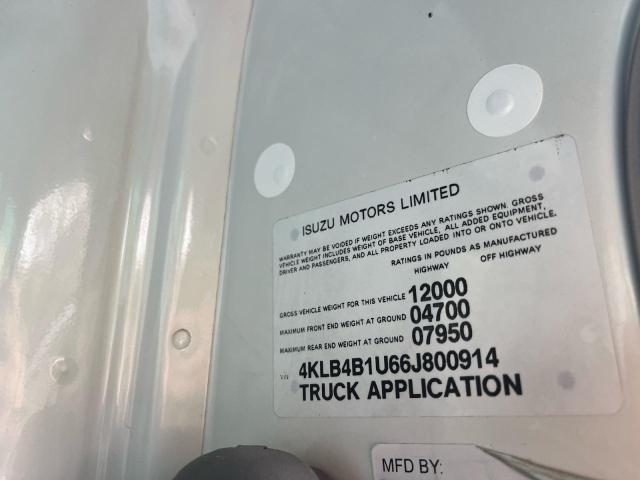 ISUZU MOTORS LIMITED
WARRANTY MAY BE VOIDED IF WEIGHT EXCEEDS ANY RATINGS SHOWN. GROSS
VEHICLE WEIGHT INCLUDES WEIGHT OF BASE VEHICLE, ALL ADDED EQUIPMENT,
DRIVER AND PASSENGERS, AND ALL PROPERTY LOADED INTO OR ONTO VEHICLE.
RATINGS IN POUNDS AS MANUFACTURED
HIGHWAY OFF HIGHWAY
GROSS VEHICLE WEIGHT FOR THIS VEHICLE 12000
MAXIMUM FRONT END WEIGHT AT GROUND 04700
MAXIMUM REAR END WEIGHT AT GROUND 07950
VIN 4KLB4B1U66J800914
TRUCK APPLICATION
MFD BY: